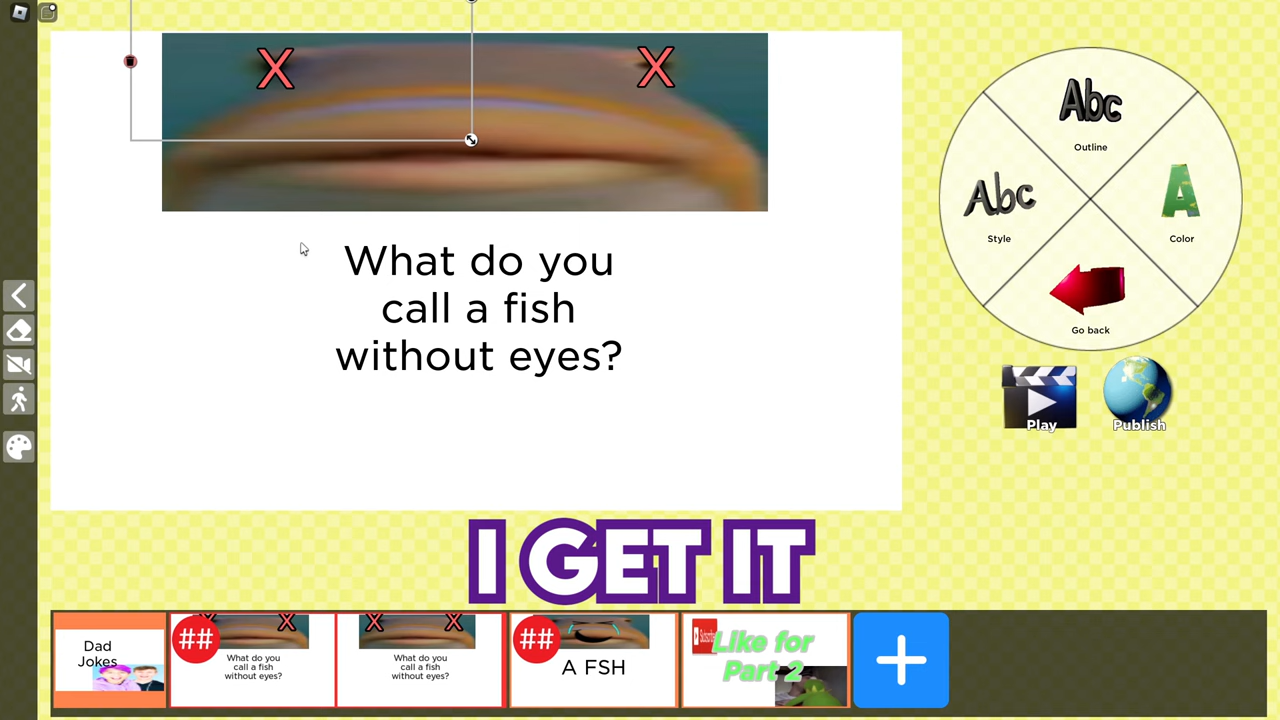 X X
What do you
call a fish
without eyes?
Abc
Outline
Abc
Style
A
Color
Go back
Play
Publish
I GET IT
Dad
Jokes
##
X
What do you
call a fish
without eyes?
X X
What do you
call a fish
without eyes?
##
A FSH
Like for
Part 2